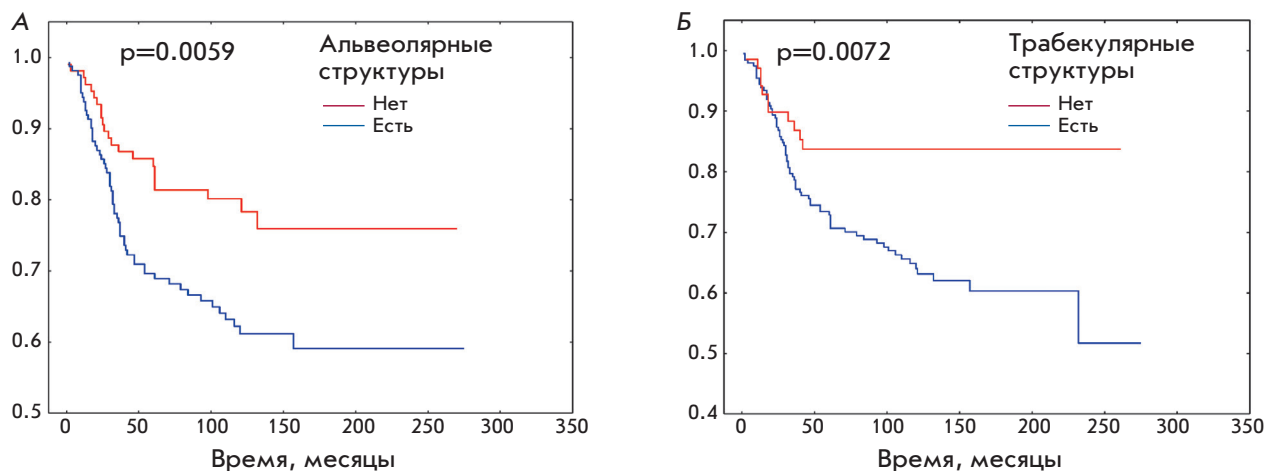 А
p=0.0059
Альвеолярные
структуры
Нет
Есть
1.0
0.9
0.8
0.7
0.6
0.5
0 50 100 150 200 250 300 350
Время, месяцы
Б
p=0.0072
Трабекулярные
структуры
Нет
Есть
1.0
0.9
0.8
0.7
0.6
0.5
0.4
0 50 100 150 200 250 300 350
Время, месяцы